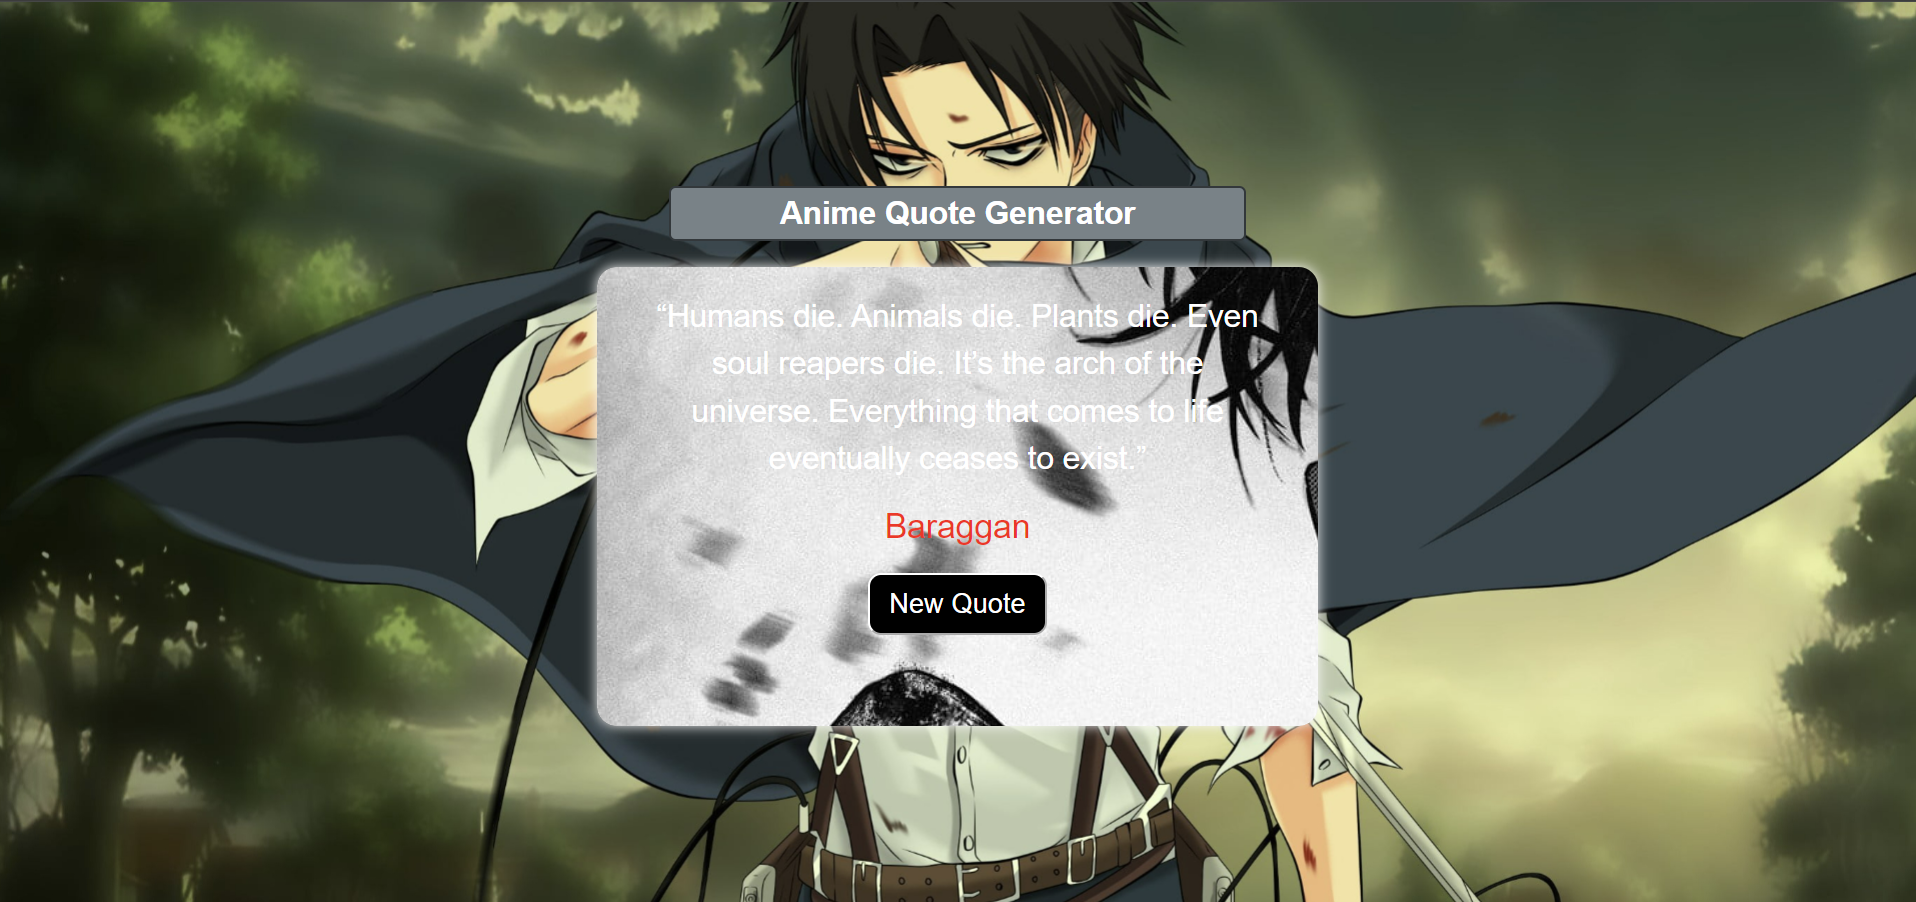 Anime Quote Generator
“Humans die. Animals die. Plants die. Even
soul reapers die. It’s the arch of the
universe. Everything that comes to life
eventually ceases to exist.”
Baraggan
New Quote